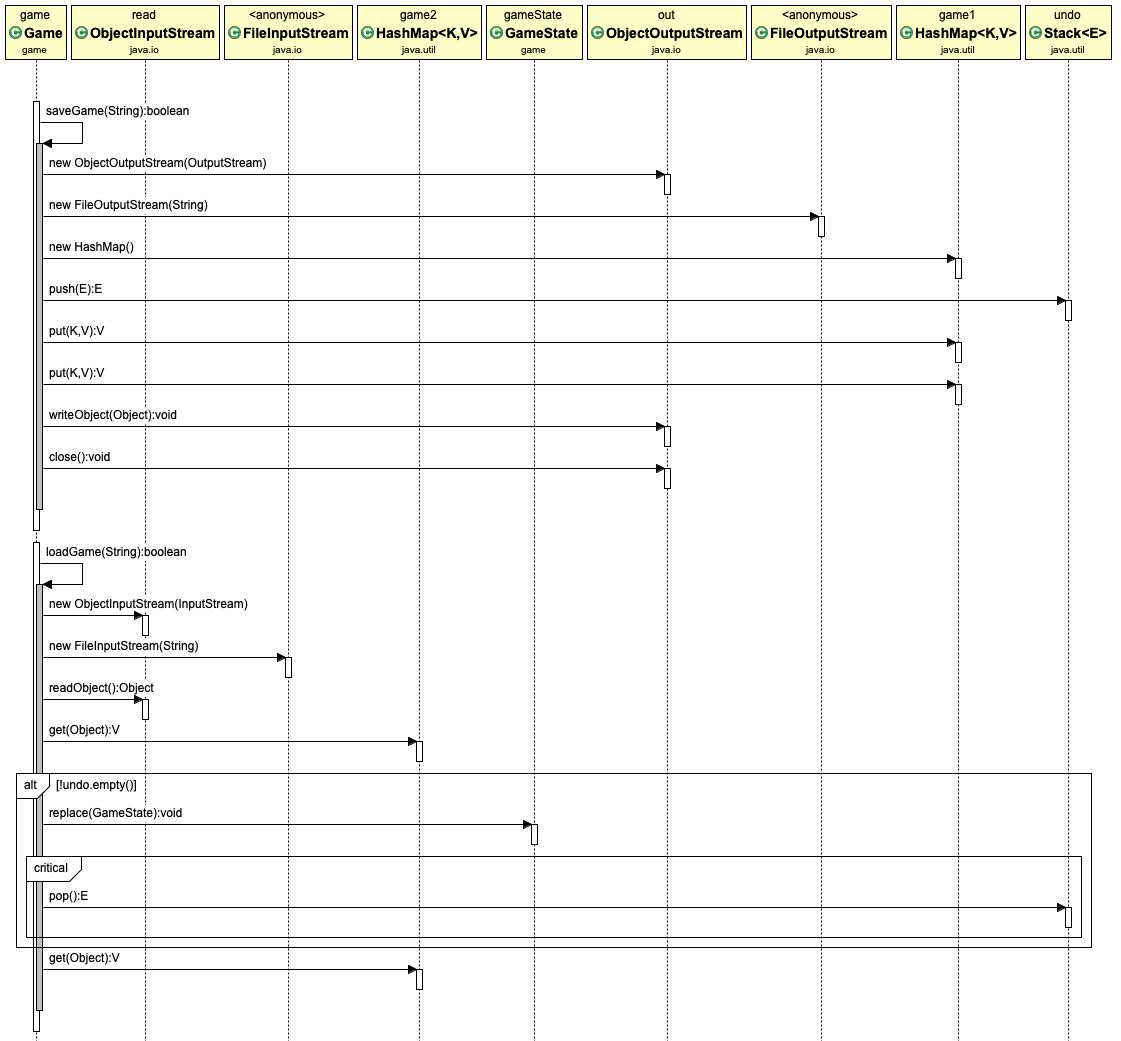 game read <anonymous> game2 gameState out <anonymous> game1 undo
C Game C ObjectInputStream C FileInputStream C HashMap<K,V> C GameState C ObjectOutputStream C FileOutputStream C HashMap<K,V> C Stack<E>
game java.io java.io java.util game java.io java.io java.util java.util
saveGame(String):boolean
new ObjectOutputStream(OutputStream)
new FileOutputStream(String)
new HashMap()
push(E):E
put(K,V):V
put(K,V):V
writeObject(Object):void
close():void
loadGame(String):boolean
new ObjectInputStream(InputStream)
new FileInputStream(String)
readObject():Object
get(Object):V
alt [!undo.empty()]
replace(GameState):void
critical
pop():E
get(Object):V